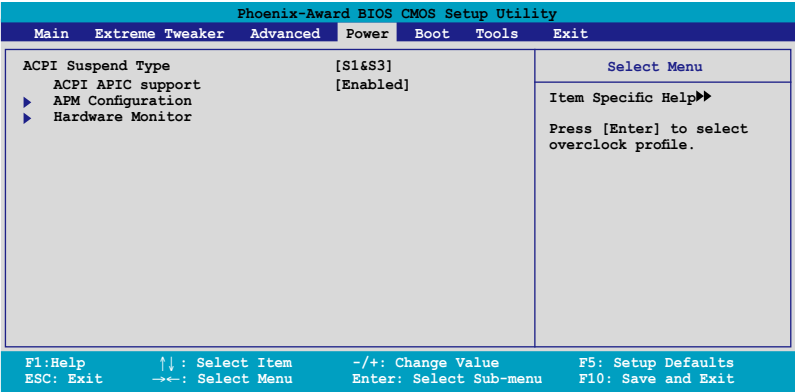 Phoenix-Award BIOS CMOS Setup Utility
Main Extreme Tweaker Advanced Power Boot Tools Exit
ACPI Suspend Type [S1&S3]
ACPI APIC support [Enabled]
APM Configuration
Hardware Monitor
Select Menu
Item Specific Help
Press [Enter] to select
overclock profile.
F1:Help ↑↓: Select Item -/+: Change Value F5: Setup Defaults
ESC: Exit →←: Select Menu Enter: Select Sub-menu F10: Save and Exit